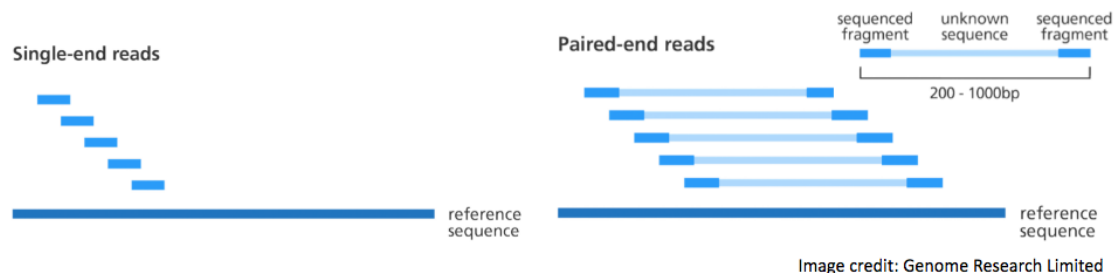 Single-end reads
reference
sequence
Paired-end reads
sequenced
fragment
unknown
sequence
sequenced
fragment
200 - 1000bp
reference
sequence
Image credit: Genome Research Limited